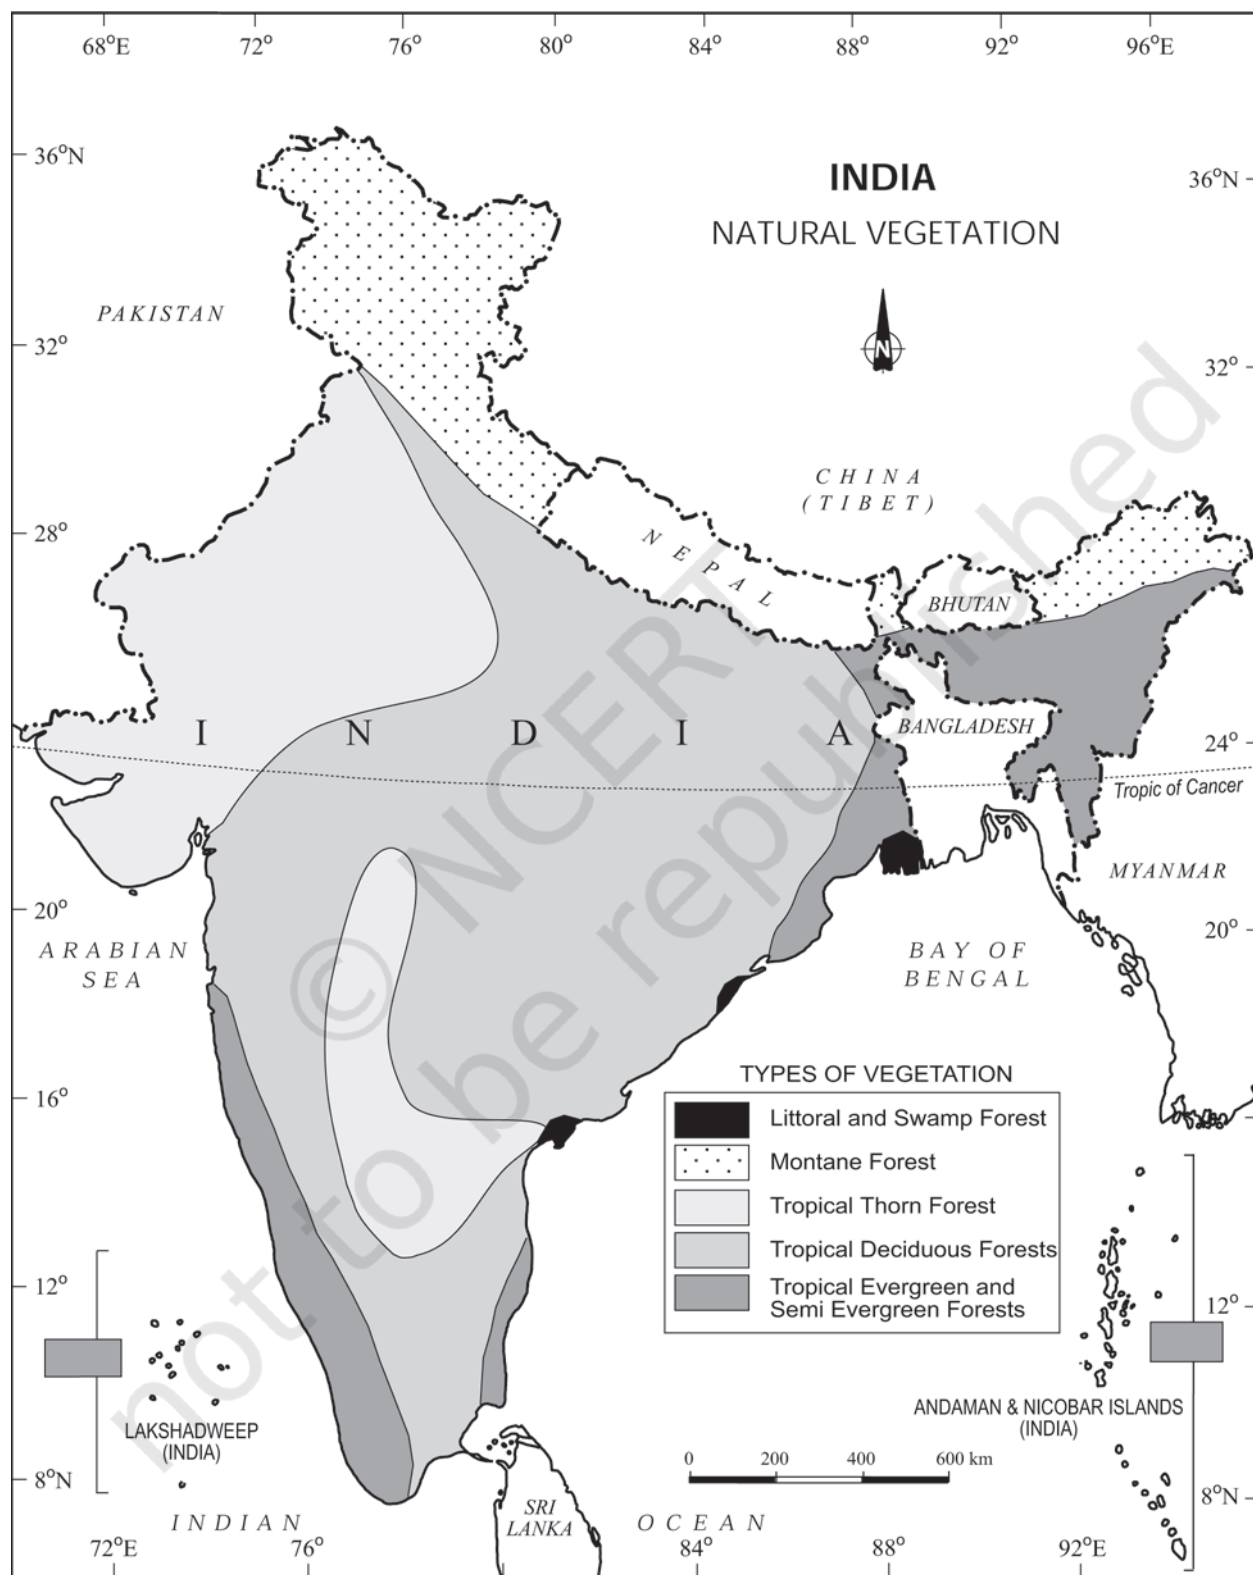 68°E 72° 76° 80° 84° 88° 92° 96°E
36°N
INDIA
36°N
NATURAL VEGETATION
N
PAKISTAN
32°
32°
CHINA
(TIBET)
28°
NEPAL
BHUTAN
INDIA
BANGLADESH
24°
Tropic of Cancer
MYANMAR
20°
20°
ARABIAN
SEA
BAY OF
BENGAL
© NCERT
not to be republished
16°
TYPES OF VEGETATION
Littoral and Swamp Forest
Montane Forest
Tropical Thorn Forest
Tropical Deciduous Forests
Tropical Evergreen and
Semi Evergreen Forests
12°
12°
LAKSHADWEEP
(INDIA)
ANDAMAN & NICOBAR ISLANDS
(INDIA)
0 200 400 600 km
8°N
8°N
SRI
LANKA
INDIAN OCEAN
72°E 76° 84° 88° 92°E